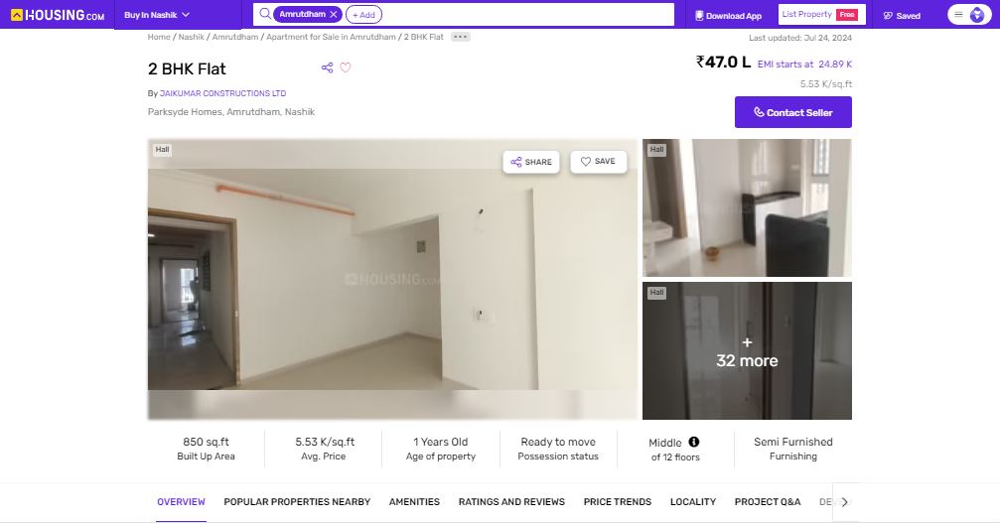 HOUSING.COM
Buy In Nashik
Amrutdham
+ Add
Download App
List Property Free
Saved
Home / Nashik / Amrutdham / Apartment for Sale in Amrutdham / 2 BHK Flat
Last updated: Jul 24, 2024
2 BHK Flat
₹47.0 L EMI starts at 24.89 K
5.53 K/sq.ft
By JAIKUMAR CONSTRUCTIONS LTD
Parksyde Homes, Amrutdham, Nashik
Contact Seller
Hall
SHARE
SAVE
HOUSING.COM
Hall
Hall
+
32 more
850 sq.ft
Built Up Area
5.53 K/sq.ft
Avg. Price
1 Years Old
Age of property
Ready to move
Possession status
Middle
of 12 floors
Semi Furnished
Furnishing
OVERVIEW
POPULAR PROPERTIES NEARBY
AMENITIES
RATINGS AND REVIEWS
PRICE TRENDS
LOCALITY
PROJECT Q&A